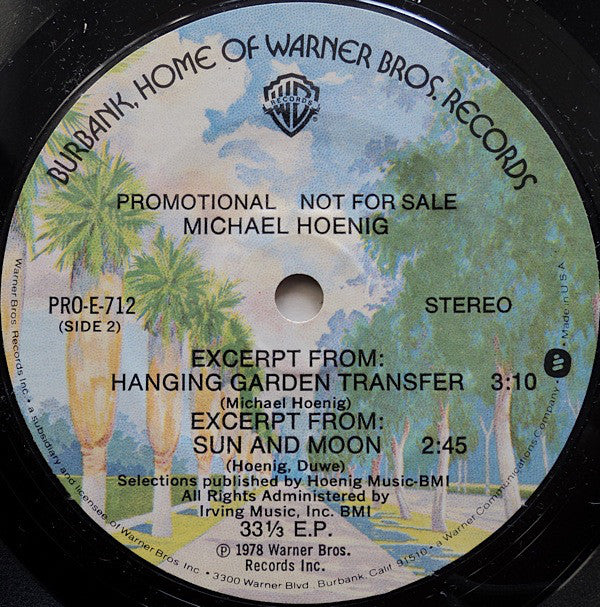 BURBANK, HOME OF WARNER BROS. RECORDS
WB
RECORDS
®
PROMOTIONAL NOT FOR SALE
MICHAEL HOENIG
PRO-E-712
(SIDE 2)
STEREO
EXCERPT FROM:
HANGING GARDEN TRANSFER 3:10
(Michael Hoenig)
EXCERPT FROM:
SUN AND MOON 2:45
(Hoenig, Duwe)
Selections published by Hoenig Music-BMI
All Rights Administered by
Irving Music, Inc. BMI
33⅓ E.P.
℗ 1978 Warner Bros.
Records Inc.
Warner Bros. Records Inc. • a subsidiary and licensee of Warner Bros. Inc. • 3300 Warner Blvd., Burbank, Calif. 91510 • a Warner Communications Company • Made in U.S.A.